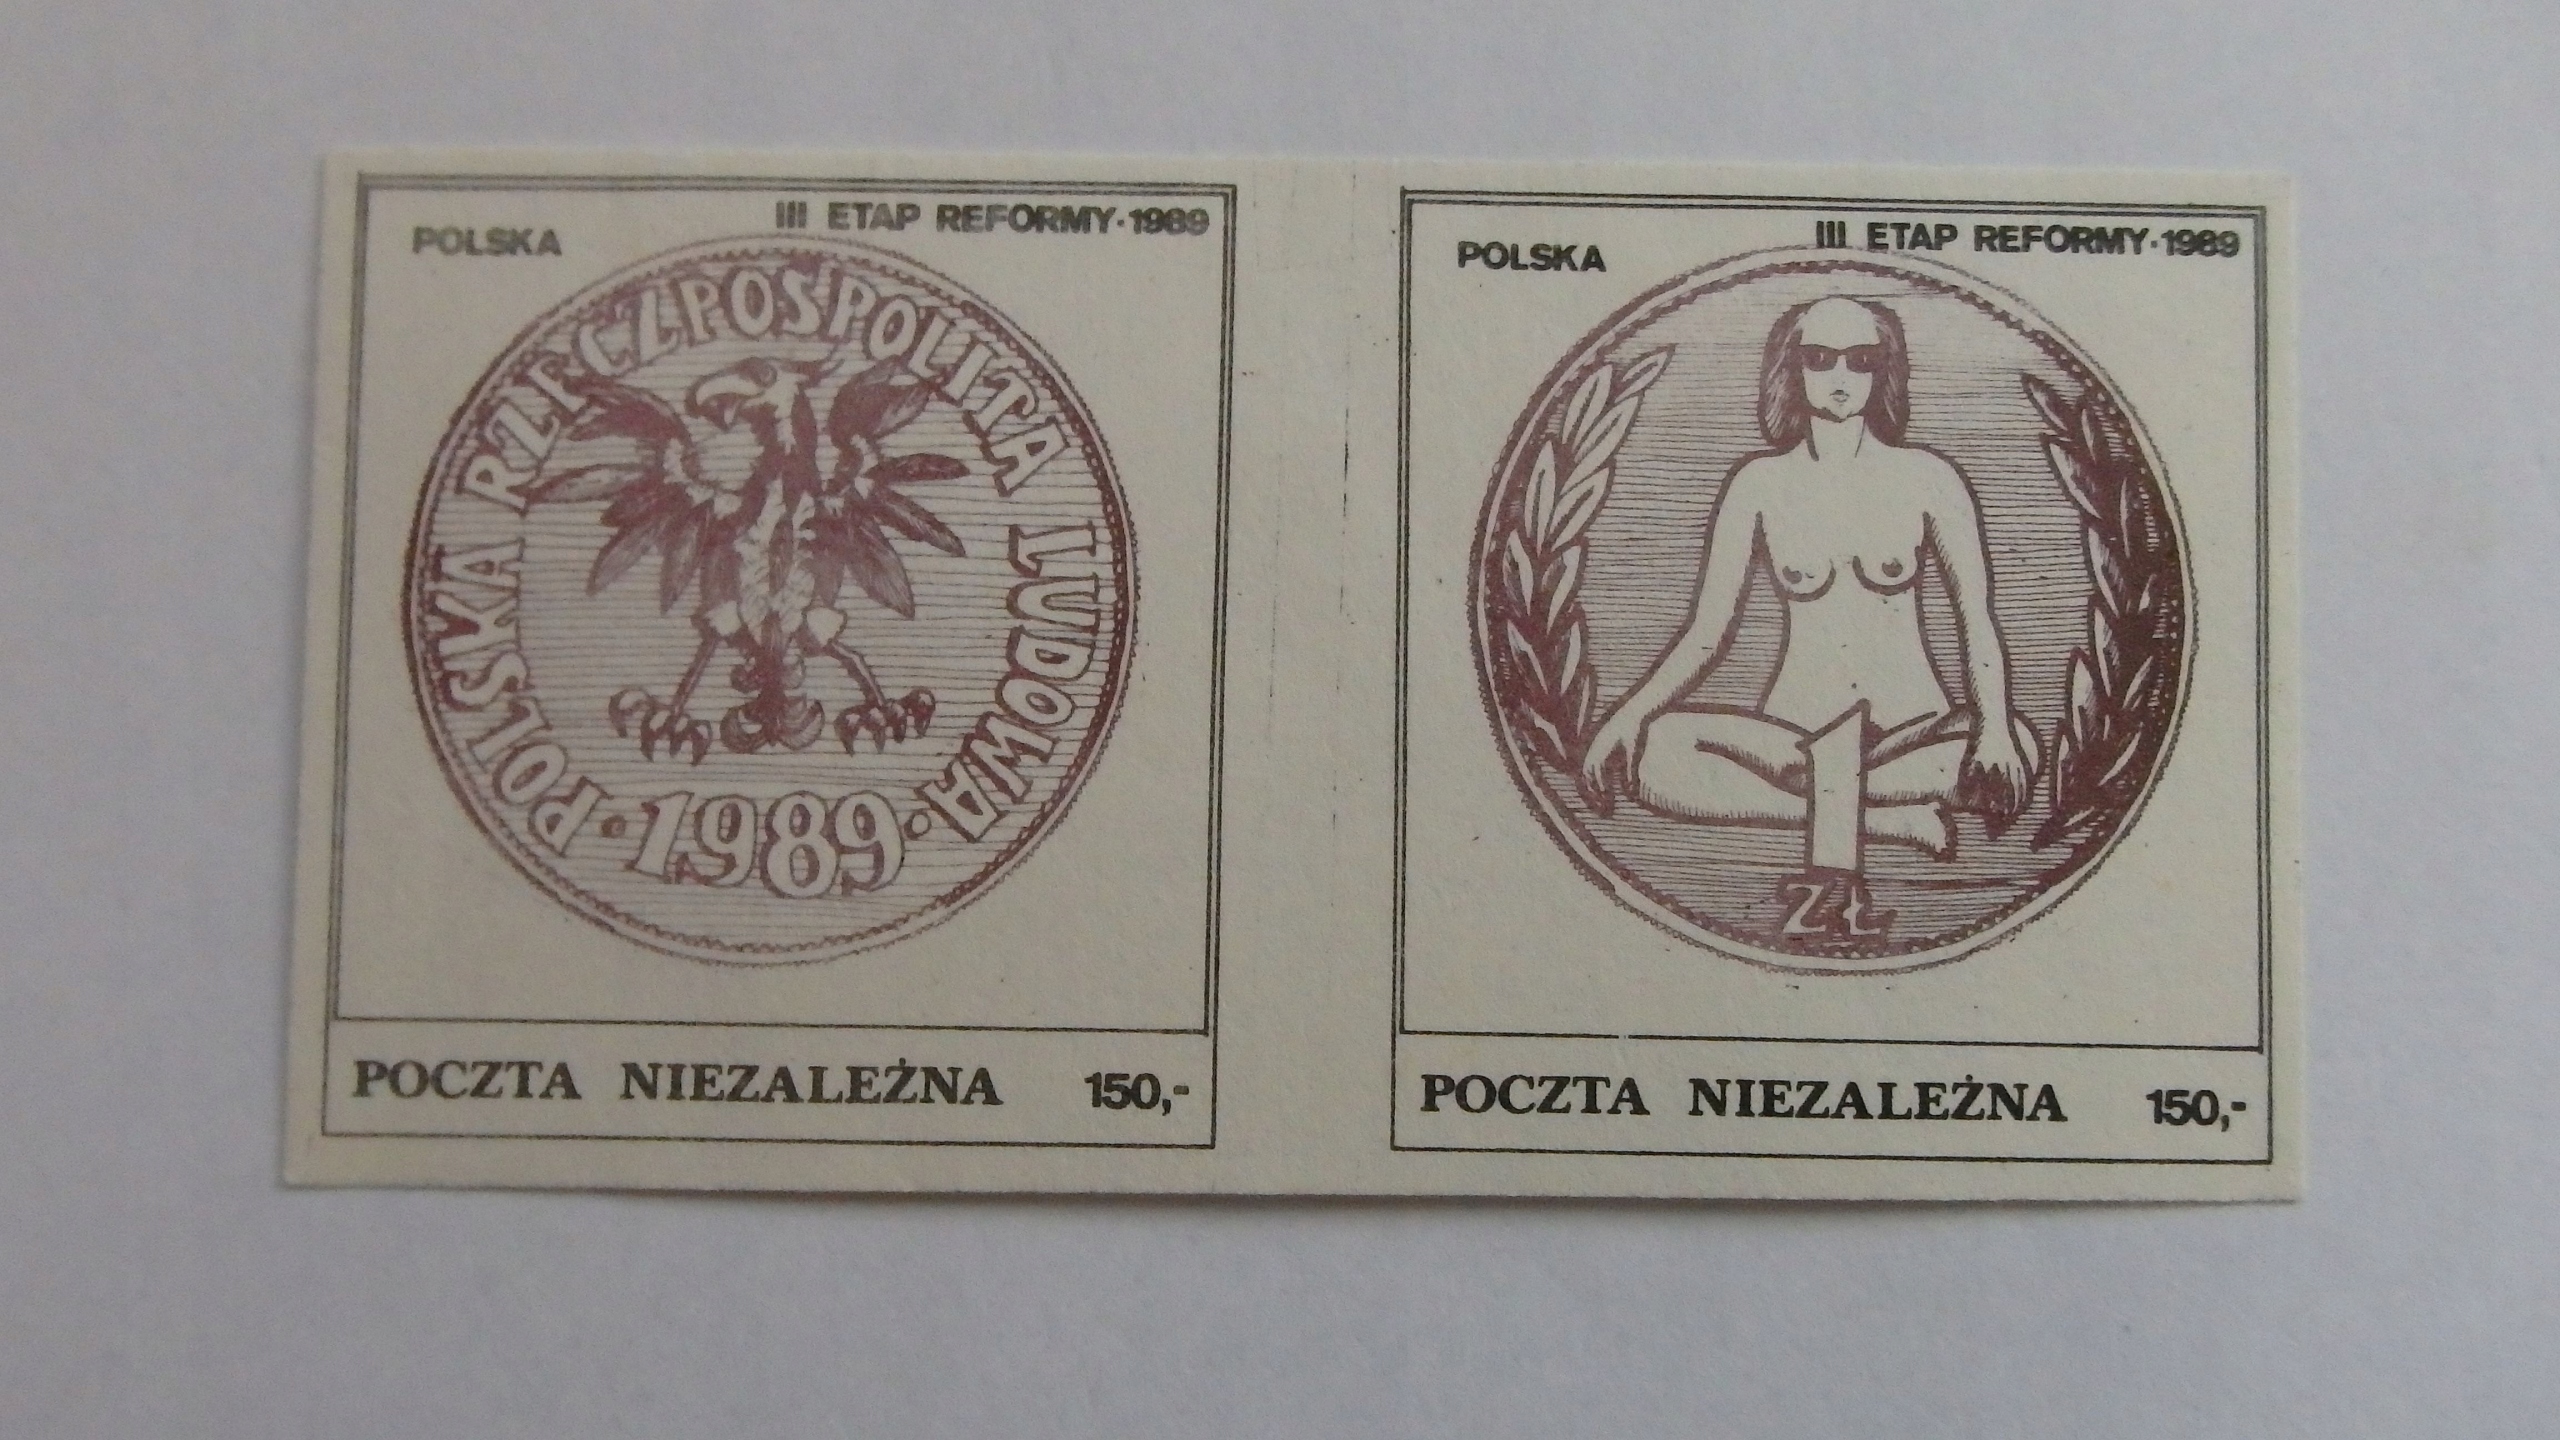 POLSKA
III ETAP REFORMY·1989
POLSKA RZECZPOSPOLITA LUDOWA
·1989·
POCZTA NIEZALEŻNA 150,-
POLSKA
III ETAP REFORMY·1989
1
ZŁ
POCZTA NIEZALEŻNA 150,-